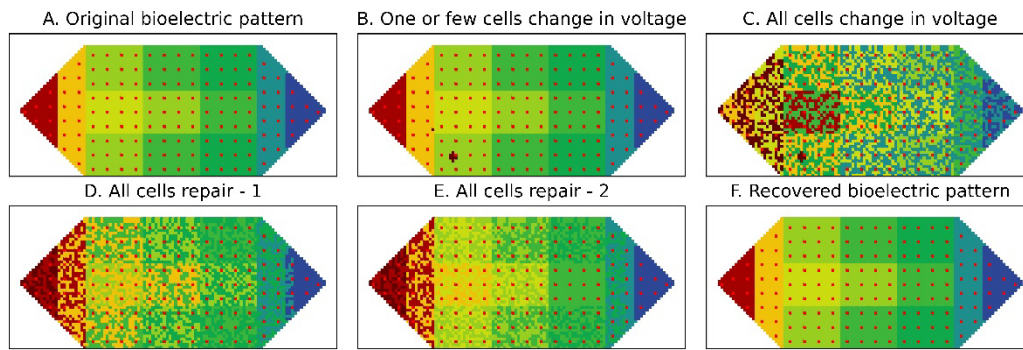 A. Original bioelectric pattern
B. One or few cells change in voltage
C. All cells change in voltage
D. All cells repair - 1
E. All cells repair - 2
F. Recovered bioelectric pattern